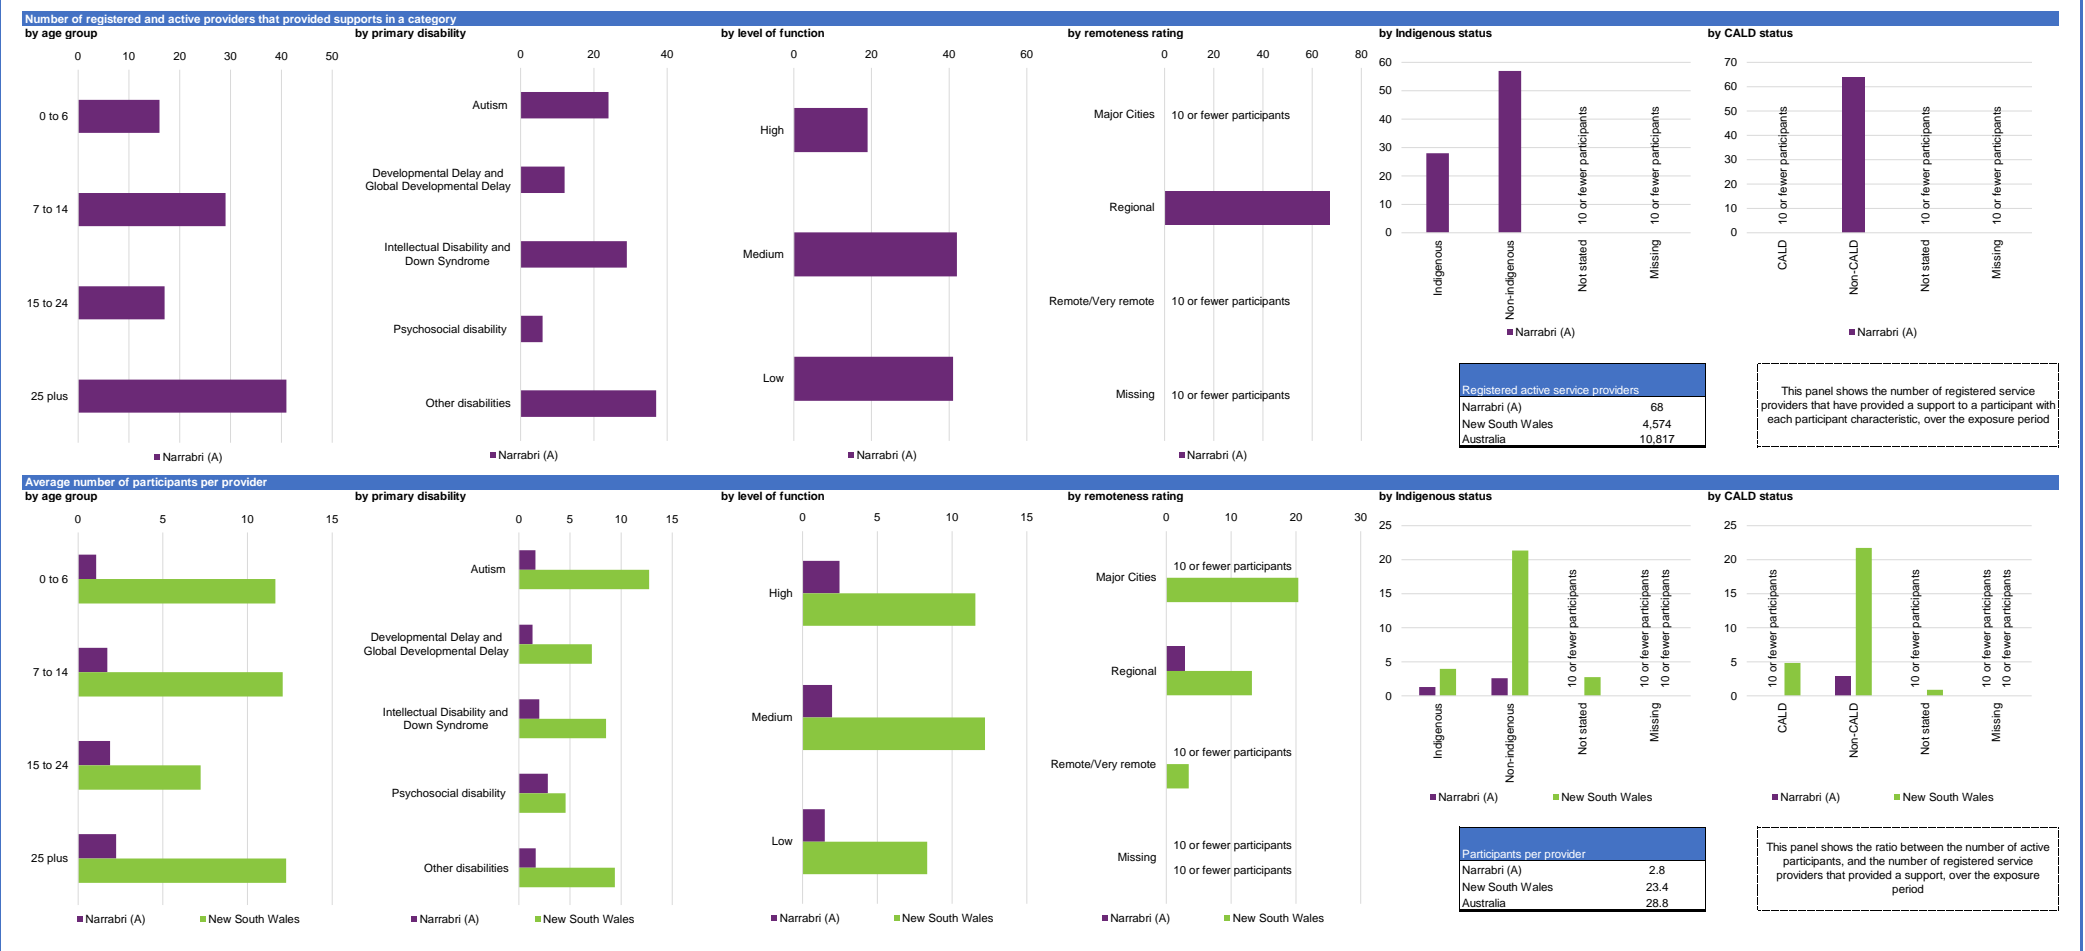 Number of registered and active providers that provided supports in a category
by age group
0 10 20 30 40 50
0 to 6
7 to 14
15 to 24
25 plus
Narrabri (A)
by primary disability
0 20 40
Autism
Developmental Delay and
Global Developmental Delay
Intellectual Disability and
Down Syndrome
Psychosocial disability
Other disabilities
Narrabri (A)
by level of function
0 20 40 60
High
Medium
Low
Narrabri (A)
by remoteness rating
0 20 40 60 80
Major Cities 10 or fewer participants
Regional
Remote/Very remote 10 or fewer participants
Missing 10 or fewer participants
Narrabri (A)
by Indigenous status
60
50
40
30
20
10
0
10 or fewer participants
10 or fewer participants
Indigenous
Non-indigenous
Not stated
Missing
Narrabri (A)
by CALD status
70
60
50
40
30
20
10
0
10 or fewer participants
10 or fewer participants
10 or fewer participants
CALD
Non-CALD
Not stated
Missing
Narrabri (A)
Registered active service providers
Narrabri (A) 68
New South Wales 4,574
Australia 10,817
This panel shows the number of registered service
providers that have provided a support to a participant with
each participant characteristic, over the exposure period
Average number of participants per provider
by age group
0 5 10 15
0 to 6
7 to 14
15 to 24
25 plus
Narrabri (A) New South Wales
by primary disability
0 5 10 15
Autism
Developmental Delay and
Global Developmental Delay
Intellectual Disability and
Down Syndrome
Psychosocial disability
Other disabilities
Narrabri (A) New South Wales
by level of function
0 5 10 15
High
Medium
Low
Narrabri (A) New South Wales
by remoteness rating
0 10 20 30
10 or fewer participants
Major Cities
Regional
10 or fewer participants
Remote/Very remote
10 or fewer participants
Missing
10 or fewer participants
Narrabri (A) New South Wales
by Indigenous status
25
20
15
10
5
0
10 or fewer participants
10 or fewer participants
10 or fewer participants
Indigenous
Non-indigenous
Not stated
Missing
Narrabri (A) New South Wales
by CALD status
25
20
15
10
5
0
10 or fewer participants
10 or fewer participants
10 or fewer participants
10 or fewer participants
CALD
Non-CALD
Not stated
Missing
Narrabri (A) New South Wales
Participants per provider
Narrabri (A) 2.8
New South Wales 23.4
Australia 28.8
This panel shows the ratio between the number of active
participants, and the number of registered service
providers that provided a support, over the exposure
period